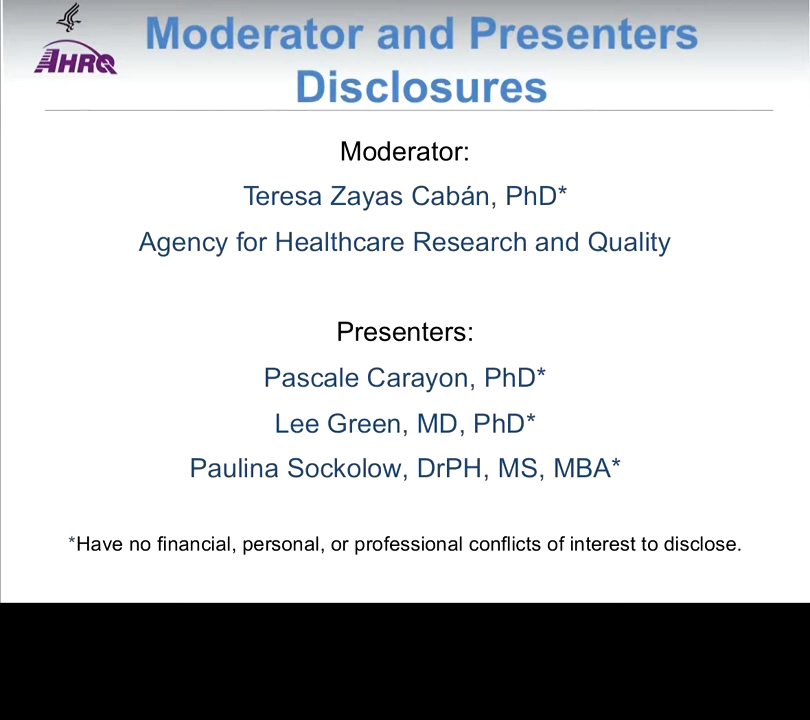 AHRQ
Moderator and Presenters
Disclosures
Moderator:
Teresa Zayas Cabán, PhD*
Agency for Healthcare Research and Quality
Presenters:
Pascale Carayon, PhD*
Lee Green, MD, PhD*
Paulina Sockolow, DrPH, MS, MBA*
*Have no financial, personal, or professional conflicts of interest to disclose.